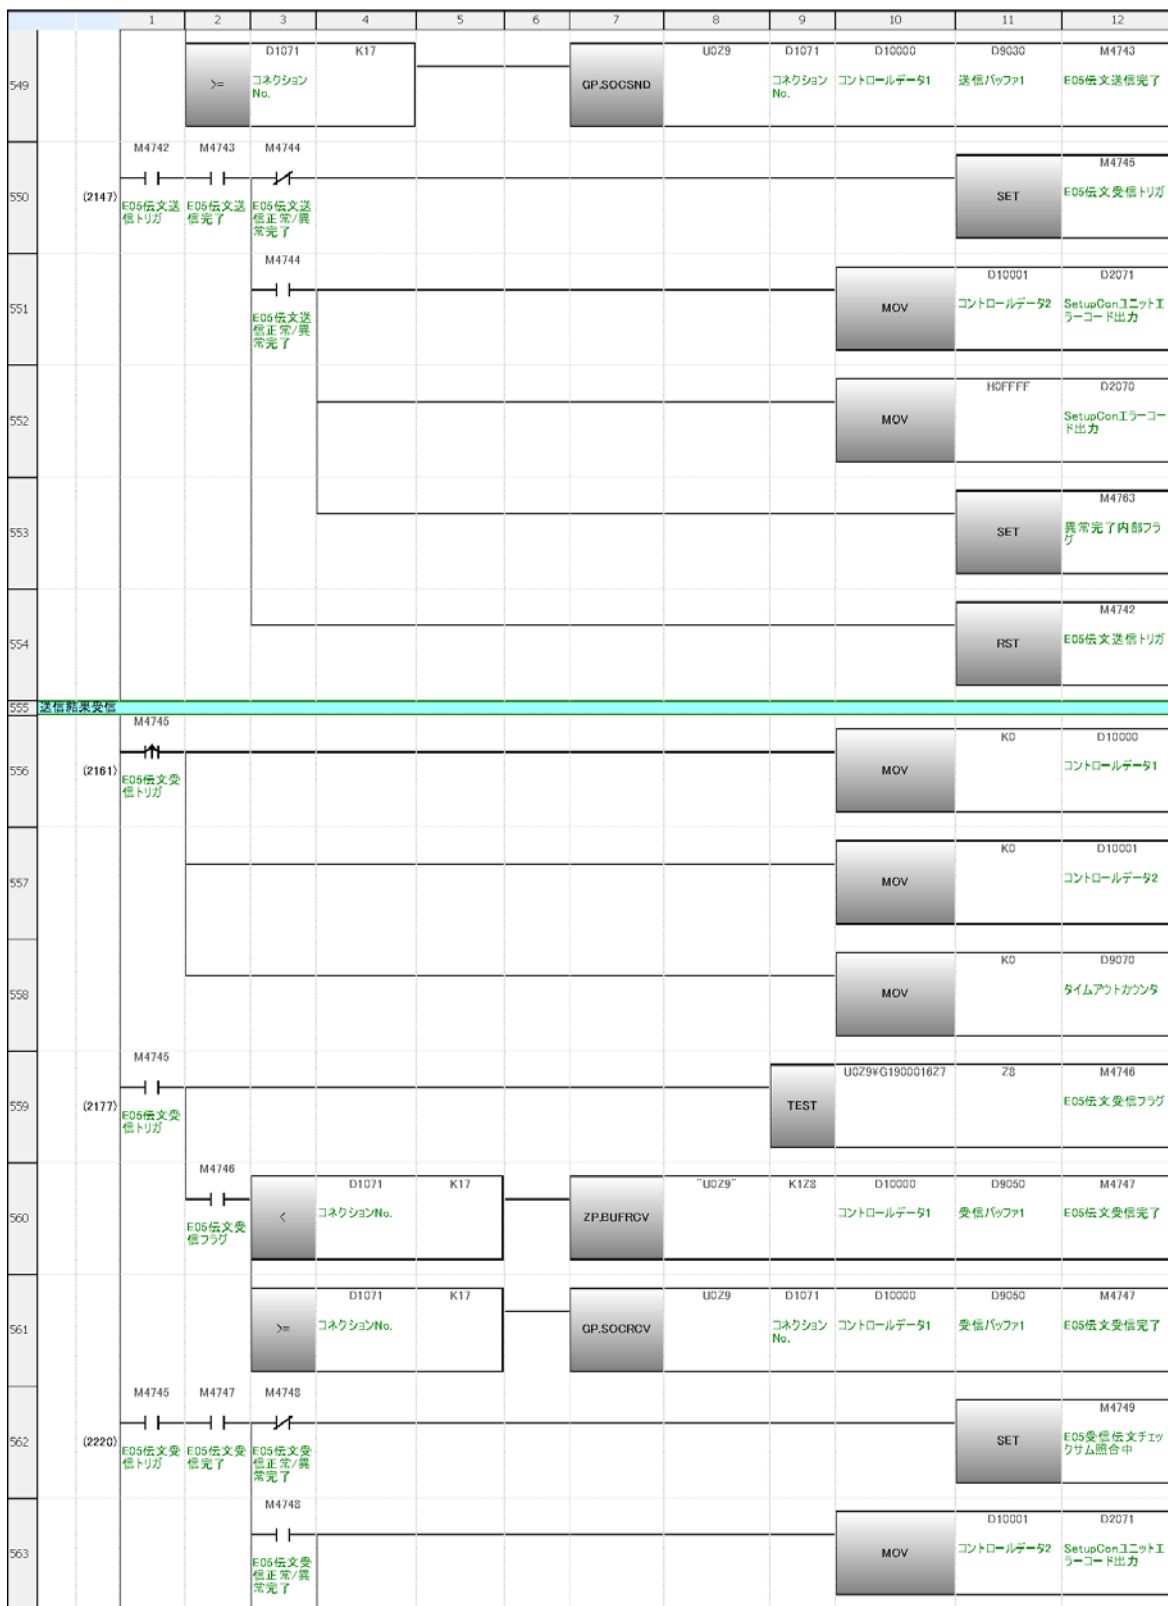 1 2 3 4 5 6 7 8 9 10 11 12
549
D1071 K17 U0Z9 D1071 D10000 D9030 M4743
>= コネクション GP.SOCSND コネクション コントロールデータ1 送信バッファ1 E05伝文送信完了
No. No.
M4742 M4743 M4744 M4745
550 (2147) SET E05伝文受信トリガ
E05伝文送 E05伝文送 E05伝文送
信トリガ 信完了 信正常/異
常完了
M4744 D10001 D2071
551 MOV コントロールデータ2 SetupConユニットエ
ラーコード出力
E05伝文送
信正常/異
常完了
H0FFFF D2070
552 MOV SetupConエラーコー
ド出力
M4763
553 SET 異常完了内部フラ
グ
M4742
554 RST E05伝文送信トリガ
555 送信結果受信
M4745 K0 D10000
556 (2161) MOV コントロールデータ1
E05伝文受
信トリガ
K0 D10001
557 MOV コントロールデータ2
K0 D9070
558 MOV タイムアウトカウンタ
M4745 U0Z9¥G1900016Z7 Z8 M4746
559 (2177) TEST E05伝文受信フラグ
E05伝文受
信トリガ
M4746 D1071 K17 "U0Z9" K1Z8 D10000 D9050 M4747
560 < コネクションNo. ZP.BUFRCV コントロールデータ1 受信バッファ1 E05伝文受信完了
E05伝文受
信フラグ
D1071 K17 U0Z9 D1071 D10000 D9050 M4747
561 >= コネクションNo. GP.SOCRCV コネクション コントロールデータ1 受信バッファ1 E05伝文受信完了
No.
M4745 M4747 M4748 M4749
562 (2220) SET E05受信伝文チェッ
クサム照合中
E05伝文受 E05伝文受 E05伝文受
信トリガ 信完了 信正常/異
常完了
M4748 D10001 D2071
563 MOV コントロールデータ2 SetupConユニットエ
ラーコード出力
E05伝文受
信正常/異
常完了